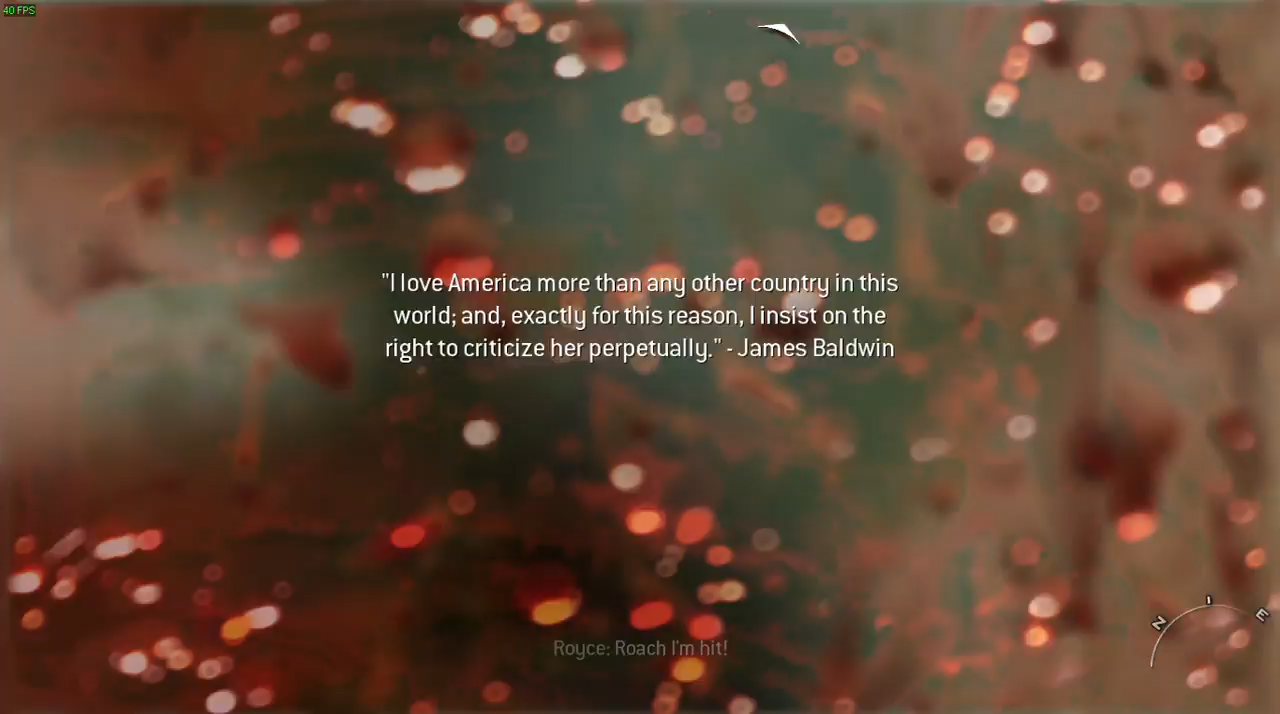 40 FPS
"I love America more than any other country in this
world; and, exactly for this reason, I insist on the
right to criticize her perpetually." - James Baldwin
N
E
Royce: Roach I'm hit!